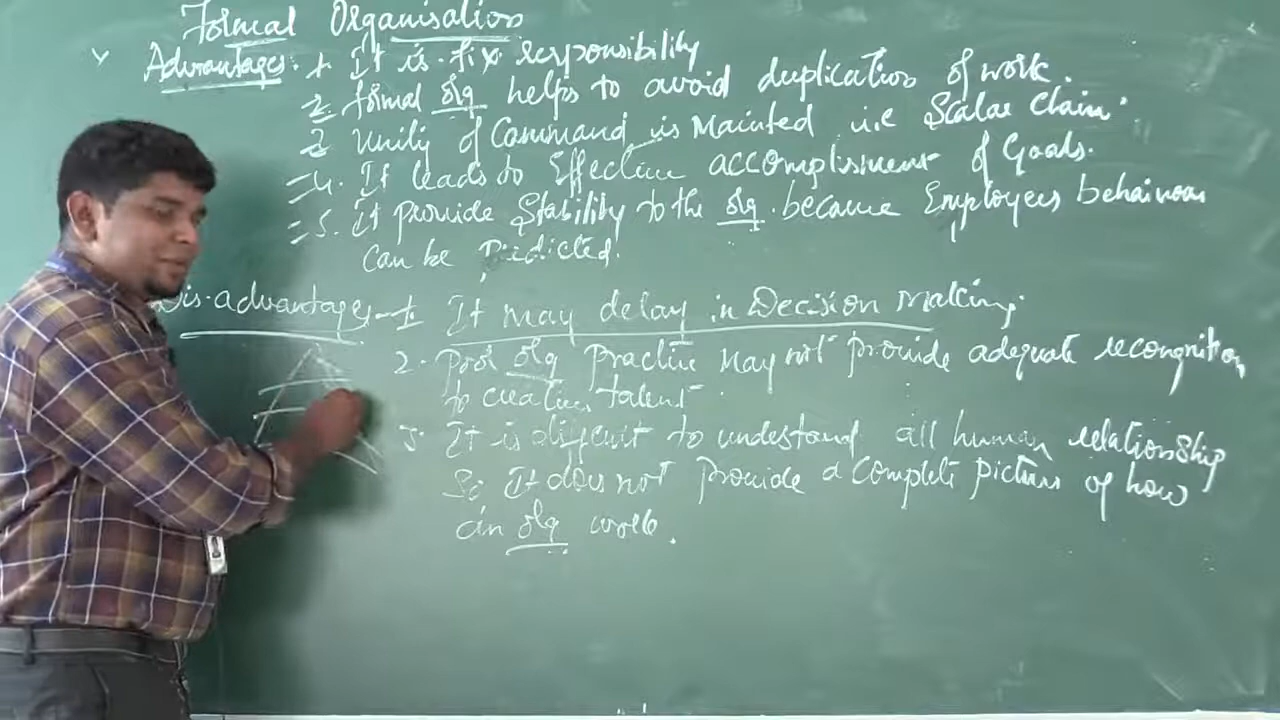 Formal Organisation
Advantages: 1 It is fix responsibility
2 formal org helps to avoid duplication of work.
3 Unity of Command is Mainted i.e Scalar Chain.
4. It leads to Effective accomplishment of Goals.
5. it provide Stability to the org. because Employees behaviour
can be Pridicted.
Dis-advantages - 1 It may delay in Decision Making.
2. Poor org Practice May not provide adequate recongnition
to creative talent.
3 It is difficult to understand all human relationship
So It does not provide a complete picture of how
an org work.